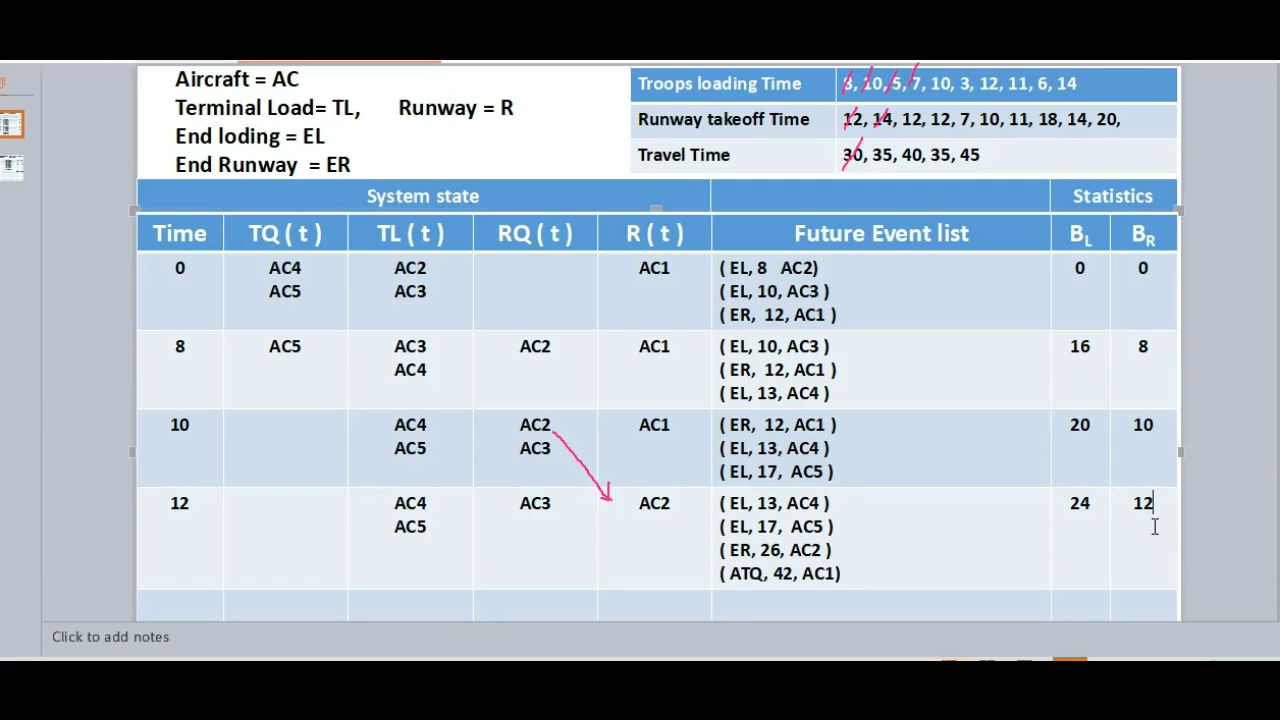 Aircraft = AC
Terminal Load= TL, Runway = R
End loding = EL
End Runway = ER
Troops loading Time 8, 10, 5, 7, 10, 3, 12, 11, 6, 14
Runway takeoff Time 12, 14, 12, 12, 7, 10, 11, 18, 14, 20,
Travel Time 30, 35, 40, 35, 45
System state Statistics
Time TQ ( t ) TL ( t ) RQ ( t ) R ( t ) Future Event list BL BR
0 AC4 AC2 AC1 ( EL, 8 AC2) 0 0
AC5 AC3 ( EL, 10, AC3 )
( ER, 12, AC1 )
8 AC5 AC3 AC2 AC1 ( EL, 10, AC3 ) 16 8
AC4 ( ER, 12, AC1 )
( EL, 13, AC4 )
10 AC4 AC2 AC1 ( ER, 12, AC1 ) 20 10
AC5 AC3 ( EL, 13, AC4 )
( EL, 17, AC5 )
12 AC4 AC3 AC2 ( EL, 13, AC4 ) 24 12
AC5 ( EL, 17, AC5 )
( ER, 26, AC2 )
( ATQ, 42, AC1)
Click to add notes